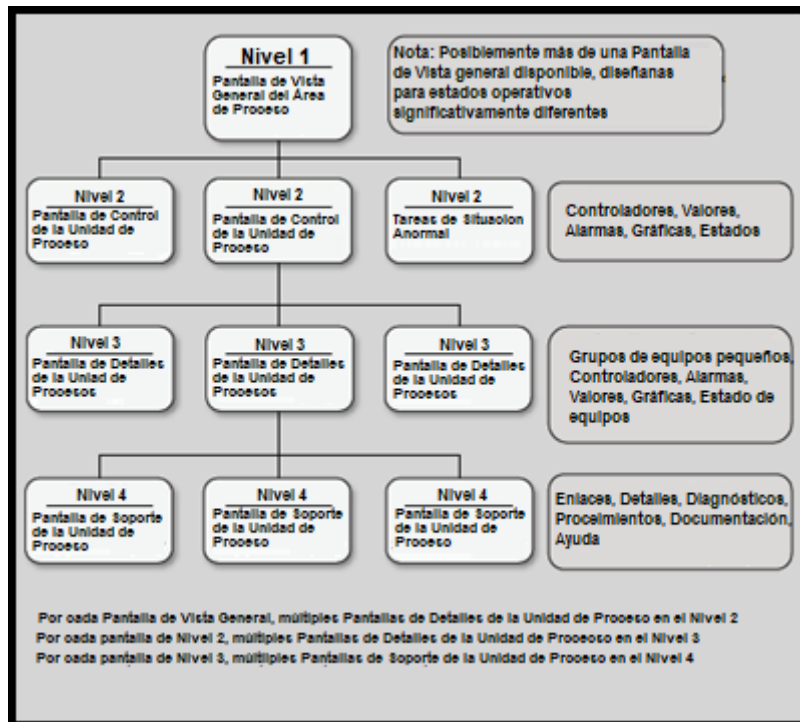 Nivel 1
Pantalla de Vista
General del Área
de Proceso
Nota: Posiblemente más de una Pantalla
de Vista general disponible, diseñanas
para estados operativos
significativamente diferentes
Nivel 2
Pantalla de Control
de la Unidad de
Proceso
Nivel 2
Pantalla de Control
de la Unidad de
Proceso
Nivel 2
Tareas de Situacion
Anormal
Controladores, Valores,
Alarmas, Gráficas, Estados
Nivel 3
Pantalla de Detalles
de la Uniad de
Procesos
Nivel 3
Pantalla de Detalles
de la Unidad de
Procesos
Nivel 3
Pantalla de Detalles
de la Unidad de
Procesos
Grupos de equipos pequeños,
Controladores, Alarmas,
Valores, Gráficas, Estado de
equipos
Nivel 4
Pantalla de Soporte
de la Unidad de
Proceso
Nivel 4
Pantalla de Soporte
de la Unidad de
Proceso
Nivel 4
Pantalla de Soporte
de la Unidad de
Proceso
Enlaces, Detalles, Diagnósticos,
Proceimientos, Documentación,
Ayuda
Por cada Pantalla de Vista General, múltiples Pantallas de Detalles de la Unidad de Proceso en el Nivel 2
Por cada pantalla de Nivel 2, múltiples Pantallas de Detalles de la Unidad de Proceoso en el Nivel 3
Por cada pantalla de Nivel 3, múltiples Pantallas de Soporte de la Unidad de Proceso en el Nivel 4